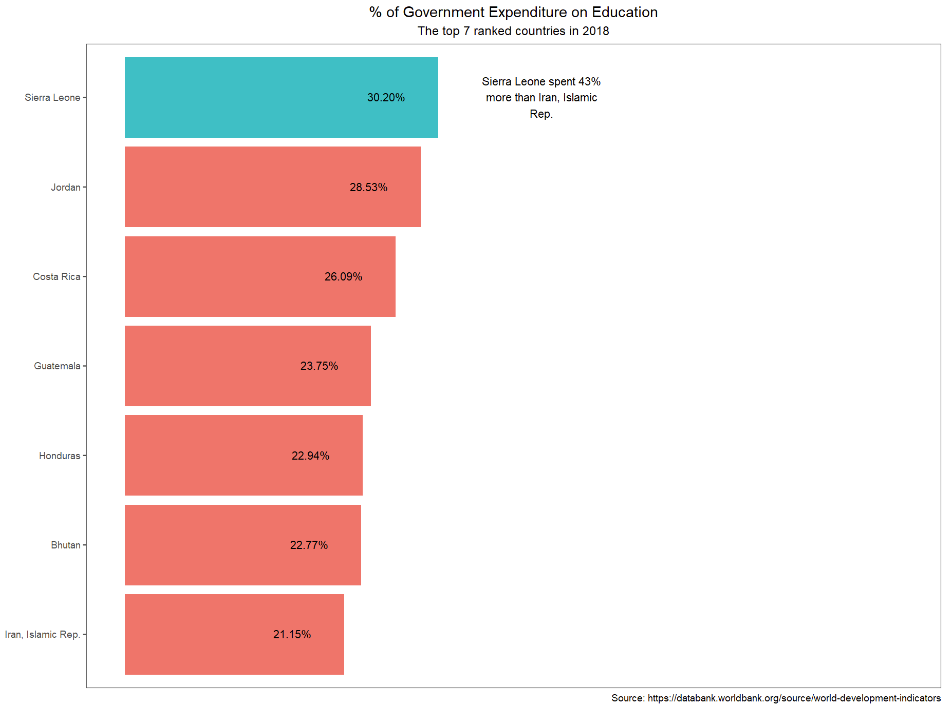 % of Government Expenditure on Education
The top 7 ranked countries in 2018
Sierra Leone
30.20%
Sierra Leone spent 43%
more than Iran, Islamic
Rep.
Jordan
28.53%
Costa Rica
26.09%
Guatemala
23.75%
Honduras
22.94%
Bhutan
22.77%
Iran, Islamic Rep.
21.15%
Source: https://databank.worldbank.org/source/world-development-indicators